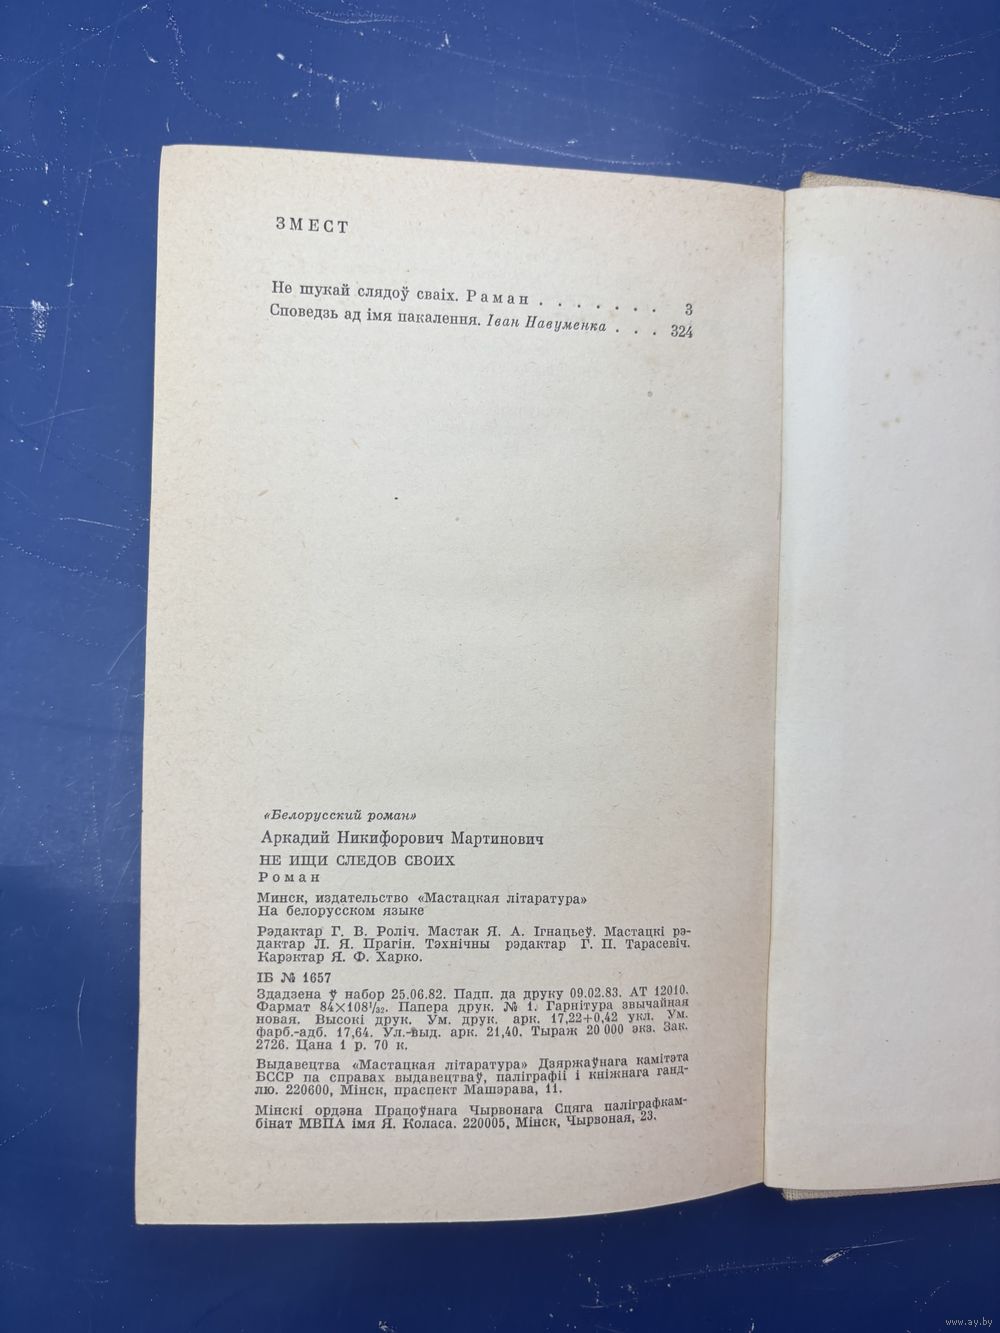 ЗМЕСТ
Не шукай слядоў сваіх. Раман . . . . . . . 3
Споведзь ад імя пакалення. Іван Навуменка . . . 324
«Белорусский роман»
Аркадий Никифорович Мартинович
НЕ ИЩИ СЛЕДОВ СВОИХ
Роман
Минск, издательство «Мастацкая літаратура»
На белорусском языке
Рэдактар Г. В. Роліч. Мастак Я. А. Ігнацьеў. Мастацкі рэ-
дактар Л. Я. Прагін. Тэхнічны рэдактар Г. П. Тарасевіч.
Карэктар Я. Ф. Харко.
ІБ № 1657
Здадзена ў набор 25.06.82. Падп. да друку 09.02.83. АТ 12010.
Фармат 84×108¹/₃₂. Папера друк. № 1. Гарнітура звычайная
новая. Высокі друк. Ум. друк. арк. 17,22+0,42 укл. Ум.
фарб.-адб. 17,64. Ул.-выд. арк. 21,40. Тыраж 20 000 экз. Зак.
2726. Цана 1 р. 70 к.
Выдавецтва «Мастацкая літаратура» Дзяржаўнага камітэта
БССР па справах выдавецтваў, паліграфіі і кніжнага ганд-
лю. 220600, Мінск, праспект Машэрава, 11.
Мінскі ордэна Працоўнага Чырвонага Сцяга паліграфкам-
бінат МВПА імя Я. Коласа. 220005, Мінск, Чырвоная, 23.
www.ay.by